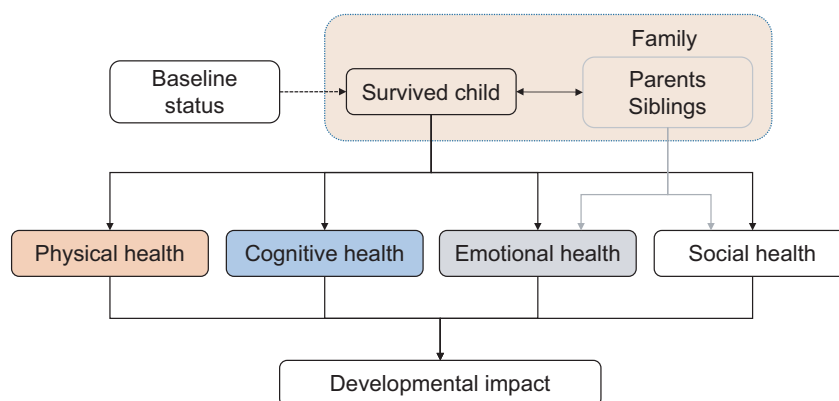 Family
Baseline
status
Survived child
Parents
Siblings
Physical health
Cognitive health
Emotional health
Social health
Developmental impact